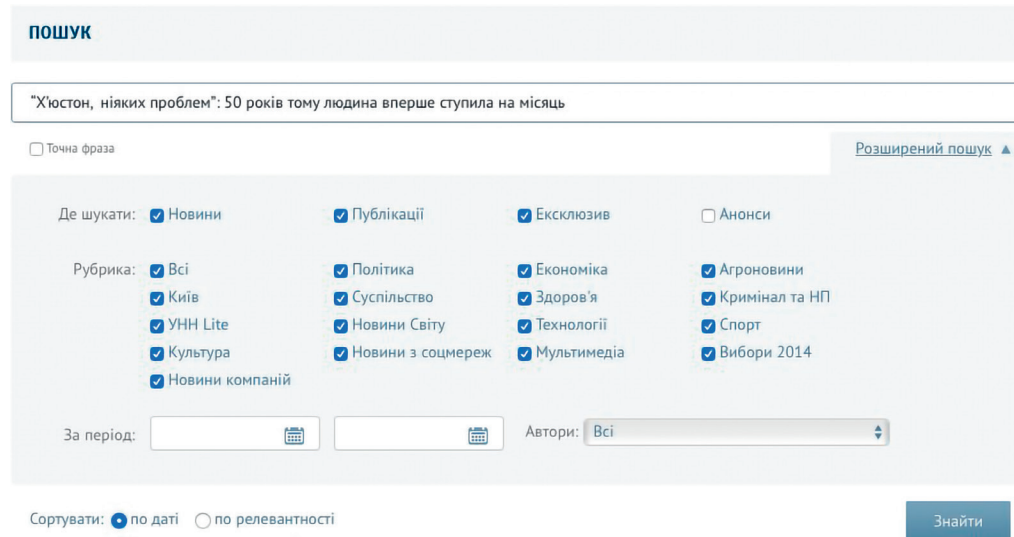 ПОШУК
“Х’юстон, ніяких проблем”: 50 років тому людина вперше ступила на місяць
Точна фраза
Розширений пошук ▲
Де шукати: Новини Публікації Ексклюзив Анонси
Рубрика: Всі Політика Економіка Агроновини
Київ Суспільство Здоров'я Кримінал та НП
УНН Lite Новини Світу Технології Спорт
Культура Новини з соцмереж Мультимедіа Вибори 2014
Новини компаній
За період: Автори: Всі
Сортувати: по даті по релевантності Знайти